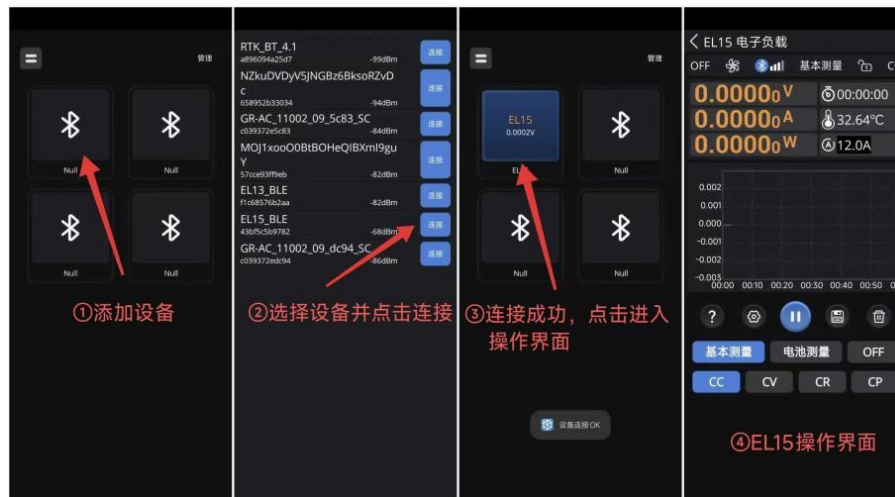 管理
Null
Null
Null
Null
①添加设备
RTK_BT_4.1
a896094a25d7
-99dBm
连接
NZkuDVDyV5JNGBz6BksoRZvD
c
658952b33034
-94dBm
连接
GR-AC_11002_09_5c83_SC
c039372e5c83
-84dBm
连接
MOJ1xooO0BtBOHeQIBXmI9gu
Y
57cce93ff9eb
-82dBm
连接
EL13_BLE
f1c68576b2aa
-82dBm
连接
EL15_BLE
43bf5c5b9782
-68dBm
连接
GR-AC_11002_09_dc94_SC
c039372edc94
-86dBm
连接
②选择设备并点击连接
管理
EL15
0.0002V
Null
Null
Null
③连接成功，点击进入
操作界面
设备连接OK
EL15 电子负载
OFF
基本测量
0.00000V
00:00:00
0.00000A
32.64℃
0.00000W
12.0A
0.002
0.001
0.000
-0.001
-0.002
-0.003
00:00 00:10 00:20 00:30 00:40 00:50
?
基本测量 电池测量 OFF
CC CV CR CP
④EL15操作界面